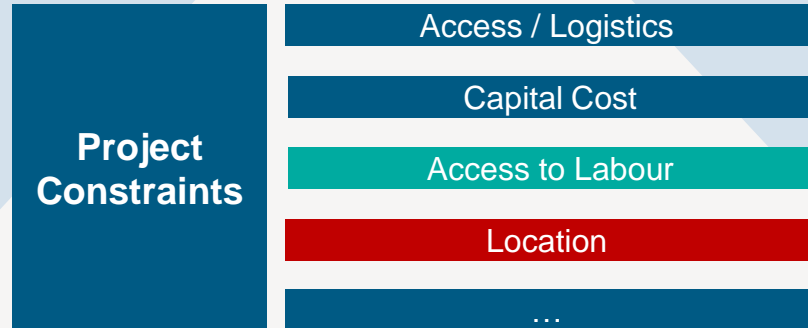 Project
Constraints
Access / Logistics
Capital Cost
Access to Labour
Location
…